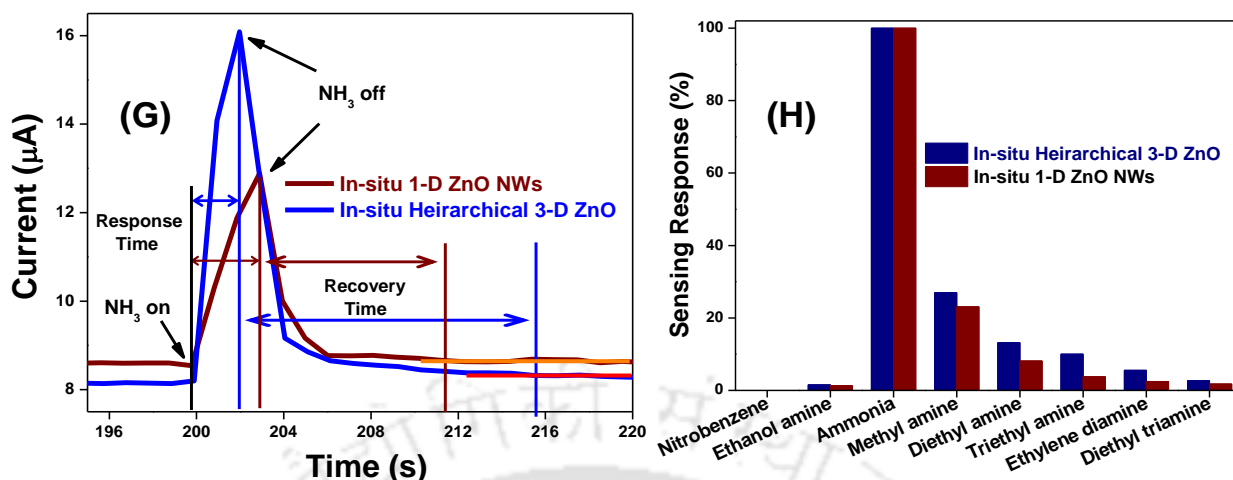 (G)
Current (μA)
16
14
12
10
8
NH₃ off
In-situ 1-D ZnO NWs
In-situ Heirarchical 3-D ZnO
Response
Time
NH₃ on
Recovery
Time
196 200 204 208 212 216 220
Time (s)
(H)
Sensing Response (%)
100
80
60
40
20
0
In-situ Heirarchical 3-D ZnO
In-situ 1-D ZnO NWs
Nitrobenzene
Ethanol amine
Ammonia
Methyl amine
Diethyl amine
Triethyl amine
Ethylene diamine
Diethyl triamine